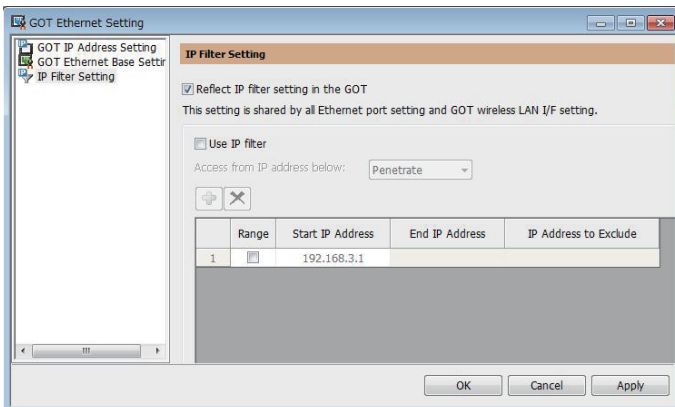 GOT Ethernet Setting
GOT IP Address Setting
GOT Ethernet Base Settin
IP Filter Setting
IP Filter Setting
Reflect IP filter setting in the GOT
This setting is shared by all Ethernet port setting and GOT wireless LAN I/F setting.
Use IP filter
Access from IP address below: Penetrate
Range Start IP Address End IP Address IP Address to Exclude
1 192.168.3.1
OK Cancel Apply